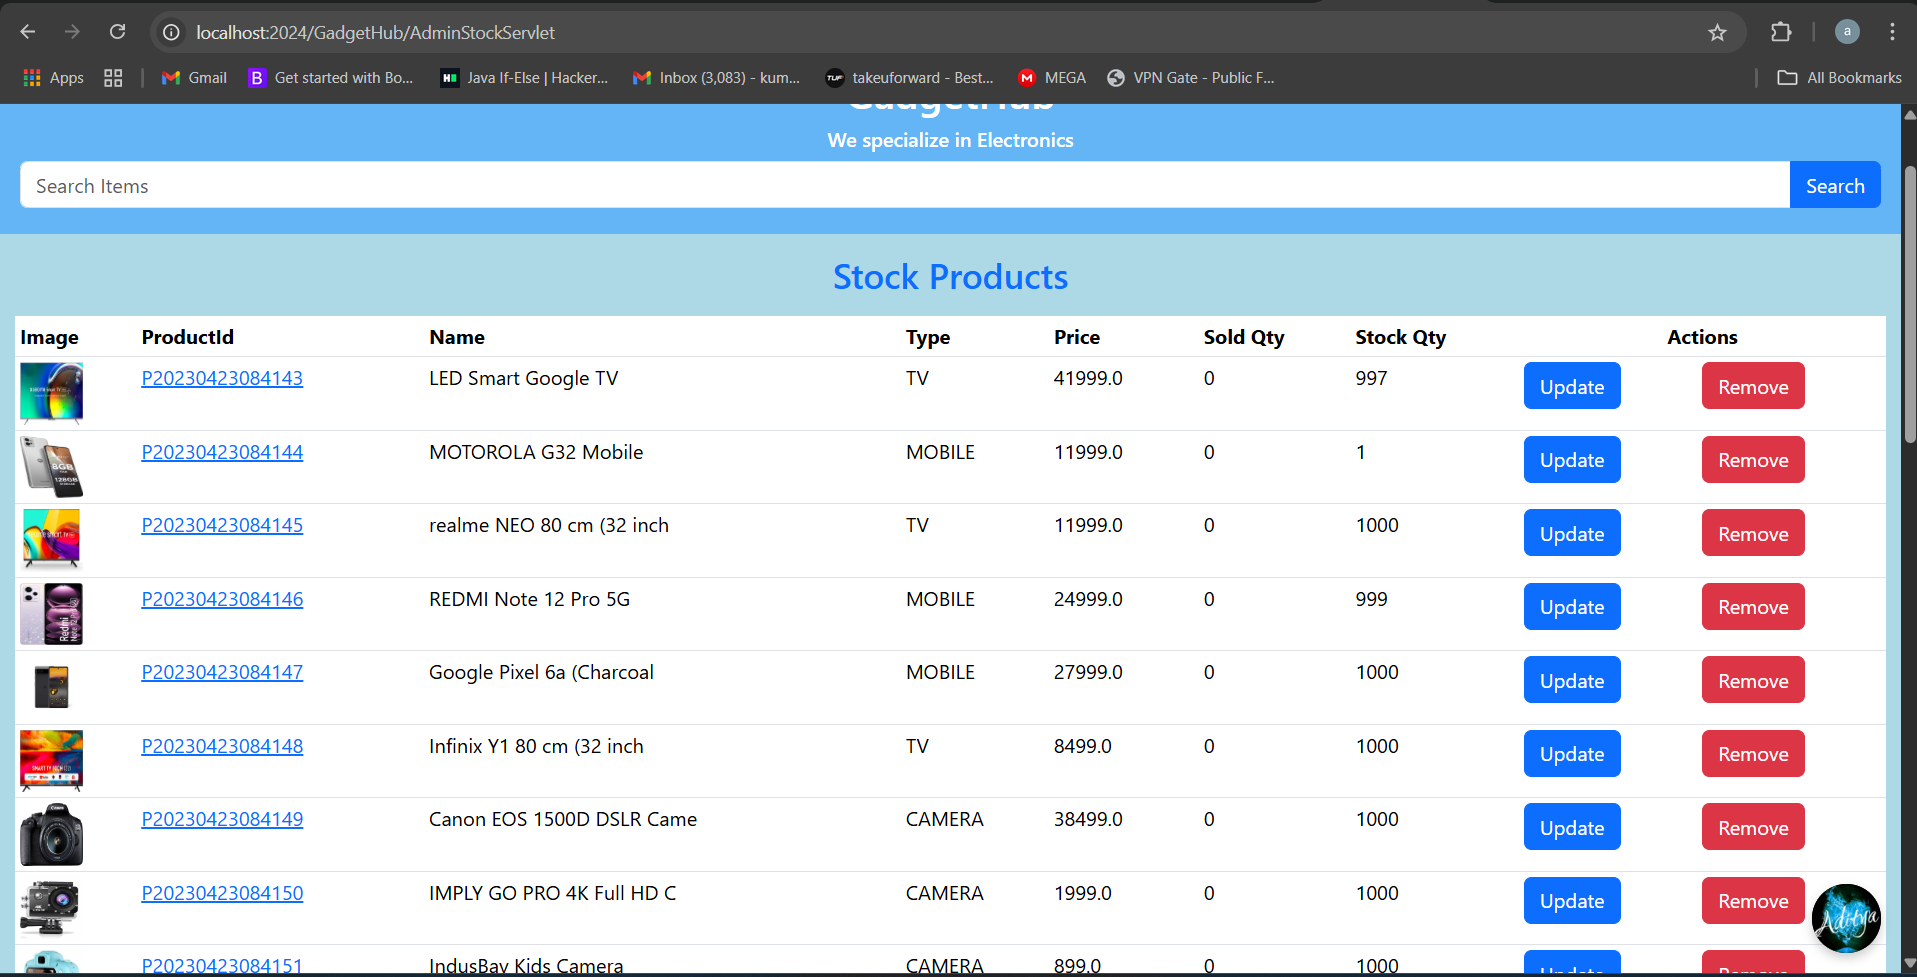 localhost:2024/GadgetHub/AdminStockServlet
a
Apps Gmail B Get started with Bo... Java If-Else | Hacker... Inbox (3,083) - kum... TUF takeuforward - Best... M MEGA VPN Gate - Public F... All Bookmarks
GadgetHub
We specialize in Electronics
Search Items Search
Stock Products
Image ProductId Name Type Price Sold Qty Stock Qty Actions
P20230423084143 LED Smart Google TV TV 41999.0 0 997 Update Remove
P20230423084144 MOTOROLA G32 Mobile MOBILE 11999.0 0 1 Update Remove
8GB
128GB
P20230423084145 realme NEO 80 cm (32 inch TV 11999.0 0 1000 Update Remove
P20230423084146 REDMI Note 12 Pro 5G MOBILE 24999.0 0 999 Update Remove
Redmi
P20230423084147 Google Pixel 6a (Charcoal MOBILE 27999.0 0 1000 Update Remove
P20230423084148 Infinix Y1 80 cm (32 inch TV 8499.0 0 1000 Update Remove
P20230423084149 Canon EOS 1500D DSLR Came CAMERA 38499.0 0 1000 Update Remove
P20230423084150 IMPLY GO PRO 4K Full HD C CAMERA 1999.0 0 1000 Update Remove
Aditya
P20230423084151 IndusBay Kids Camera CAMERA 899.0 0 1000 Update Remove